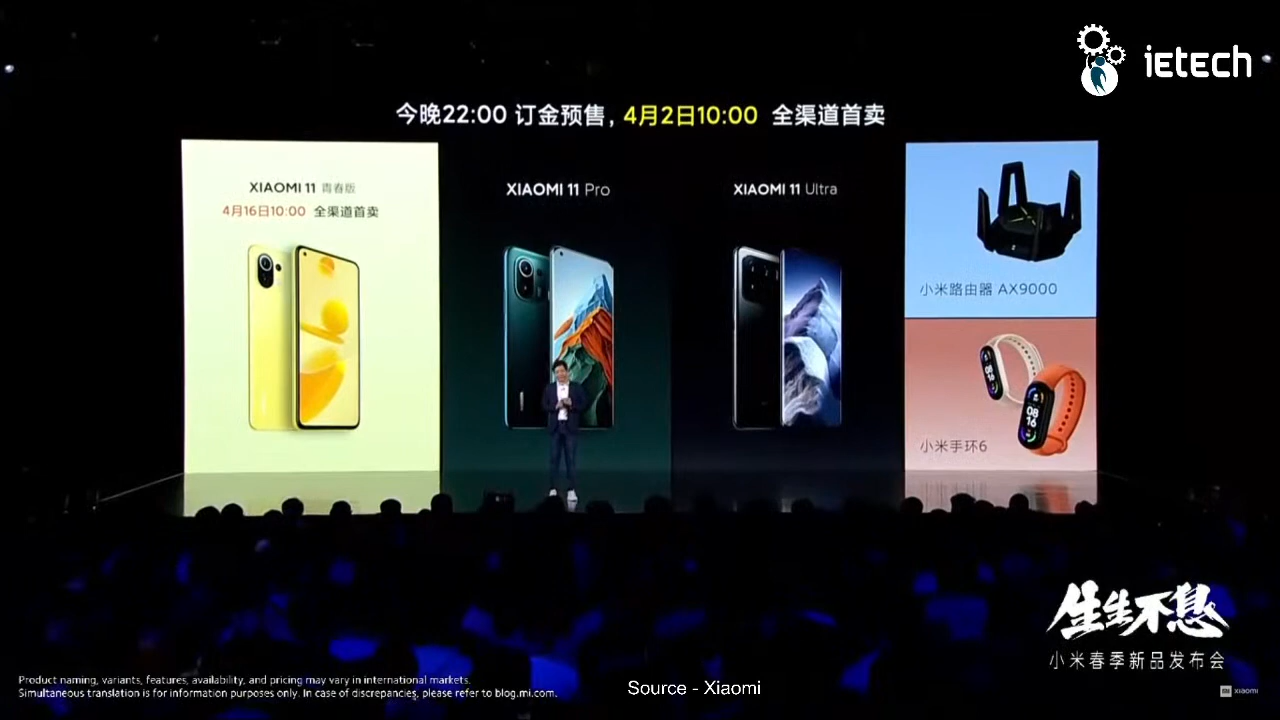 ietech
今晚22:00 订金预售, 4月2日10:00 全渠道首卖
XIAOMI 11 青春版
4月16日10:00 全渠道首卖
XIAOMI 11 Pro
XIAOMI 11 Ultra
小米路由器 AX9000
小米手环6
08
16
08
16
生生不息
小米春季新品发布会
Product naming, variants, features, availability, and pricing may vary in international markets.
Simultaneous translation is for information purposes only. In case of discrepancies, please refer to blog.mi.com.
Source - Xiaomi
xiaomi